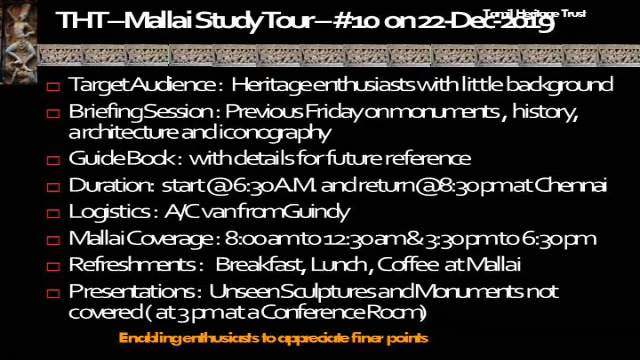 THT – Mallai Study Tour – #10 on 22-Dec-2019
Tamil Heritage Trust
Target Audience : Heritage enthusiasts with little background
Briefing Session : Previous Friday on monuments , history,
architecture and iconography
Guide Book : with details for future reference
Duration: start @ 6:30 A.M. and return @ 8:30 pm at Chennai
Logistics : A/C van from Guindy
Mallai Coverage : 8:00 am to 12:30 am & 3:30 pm to 6:30 pm
Refreshments : Breakfast, Lunch , Coffee at Mallai
Presentations : Unseen Sculptures and Monuments not
covered ( at 3 pm at a Conference Room)
Enabling enthusiasts to appreciate finer points